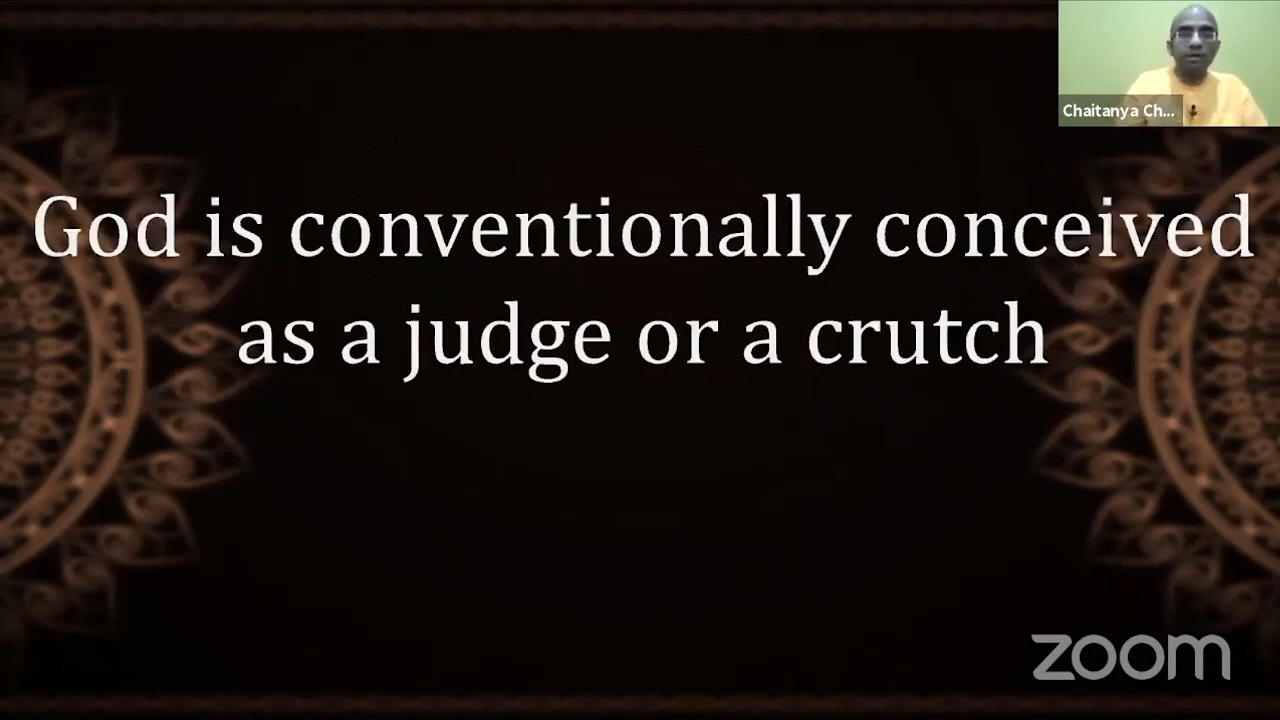 Chaitanya Ch...
God is conventionally conceived
as a judge or a crutch
zoom